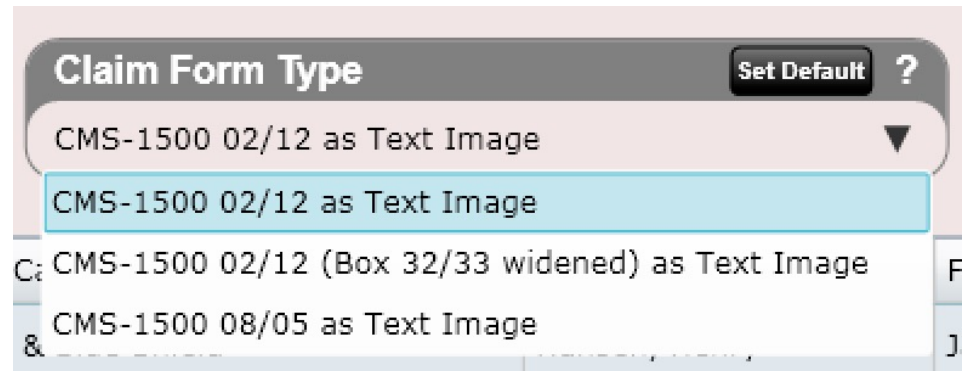 Claim Form Type Set Default ?
CMS-1500 02/12 as Text Image
CMS-1500 02/12 as Text Image
CMS-1500 02/12 (Box 32/33 widened) as Text Image
CMS-1500 08/05 as Text Image
&